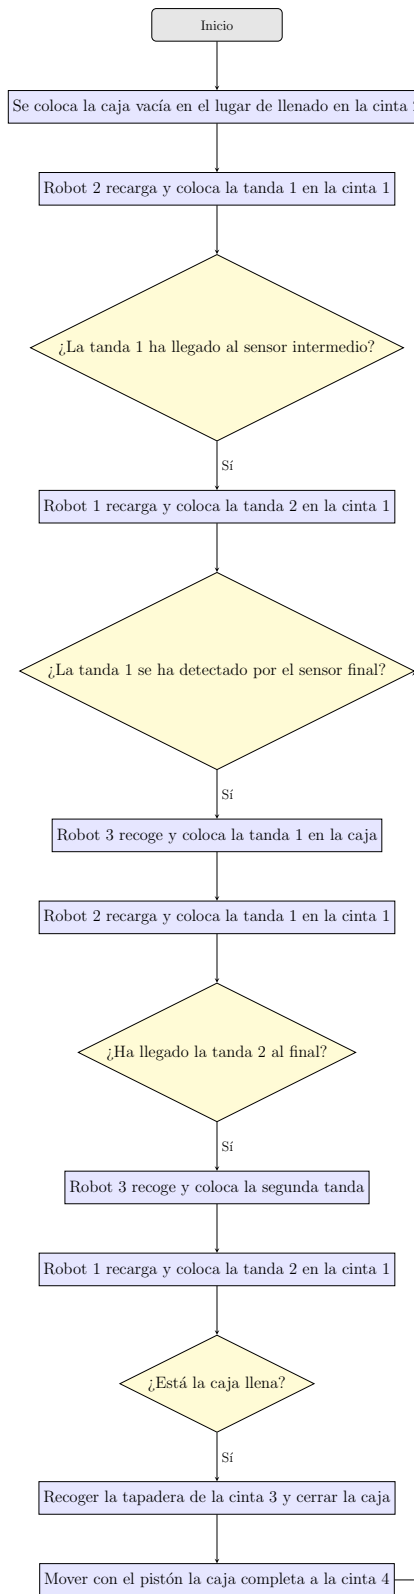 Inicio
Se coloca la caja vacía en el lugar de llenado en la cinta
Robot 2 recarga y coloca la tanda 1 en la cinta 1
¿La tanda 1 ha llegado al sensor intermedio?
Sí
Robot 1 recarga y coloca la tanda 2 en la cinta 1
¿La tanda 1 se ha detectado por el sensor final?
Sí
Robot 3 recoge y coloca la tanda 1 en la caja
Robot 2 recarga y coloca la tanda 1 en la cinta 1
¿Ha llegado la tanda 2 al final?
Sí
Robot 3 recoge y coloca la segunda tanda
Robot 1 recarga y coloca la tanda 2 en la cinta 1
¿Está la caja llena?
Sí
Recoger la tapadera de la cinta 3 y cerrar la caja
Mover con el pistón la caja completa a la cinta 4